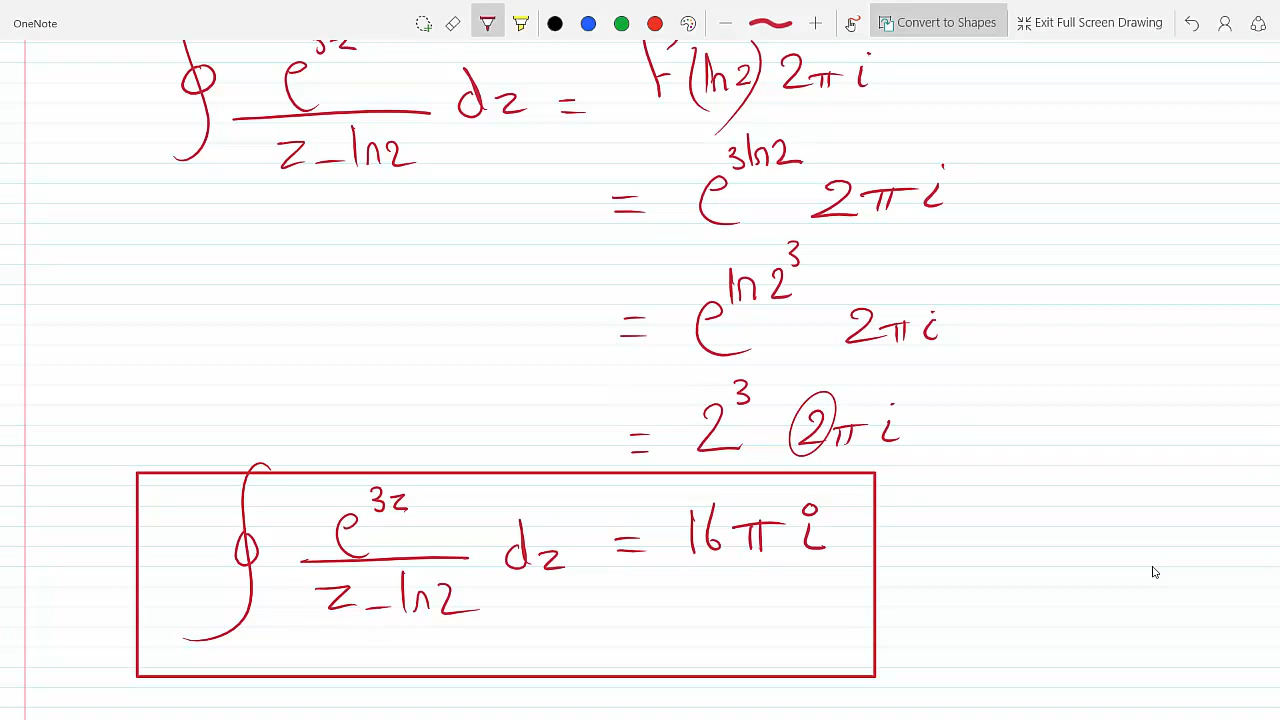 OneNote
Convert to Shapes
Exit Full Screen Drawing
∮ e^{3z} / (z - ln2) dz = F(ln2) 2πi
= e^{3ln2} 2πi
= e^{ln2^3} 2πi
= 2^3 2πi
∮ e^{3z} / (z - ln2) dz = 16πi